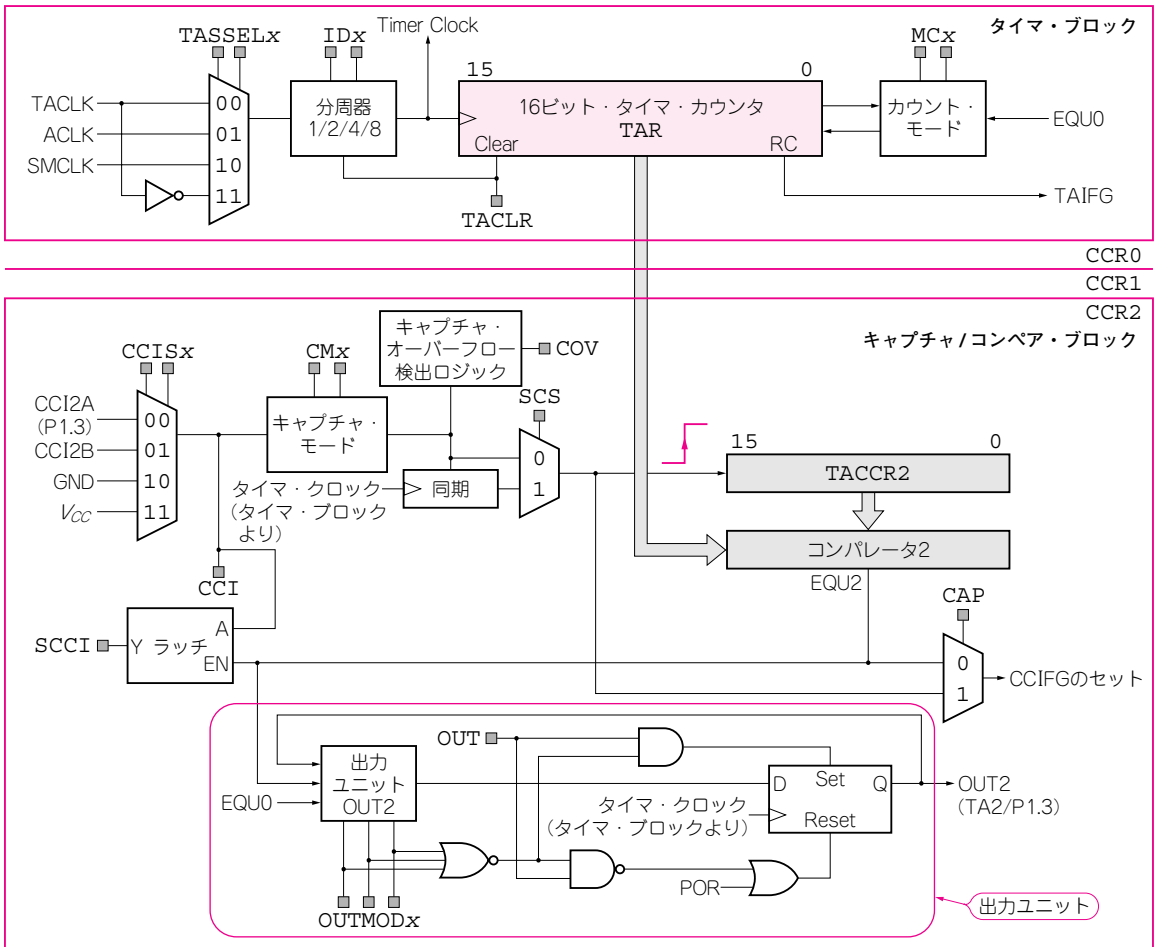 タイマ・ブロック
TASSELx
IDx
Timer Clock
MCx
TACLK
ACLK
SMCLK
00
01
10
11
分周器
1/2/4/8
15
0
16ビット・タイマ・カウンタ
TAR
Clear
RC
カウント・
モード
EQU0
TACLR
TAIFG
CCR0
CCR1
CCR2
キャプチャ/コンペア・ブロック
CCISx
CMx
キャプチャ・
オーバーフロー
検出ロジック
COV
SCS
CCI2A
(P1.3)
CCI2B
GND
VCC
00
01
10
11
キャプチャ・
モード
タイマ・クロック
(タイマ・ブロック
より)
同期
0
1
15
0
TACCR2
コンパレータ2
EQU2
CCI
CAP
SCCI
Y ラッチ
A
EN
0
1
CCIFGのセット
OUT
出力
ユニット
OUT2
EQU0
タイマ・クロック
(タイマ・ブロックより)
D
Set
Q
Reset
OUT2
(TA2/P1.3)
POR
OUTMODx
出力ユニット